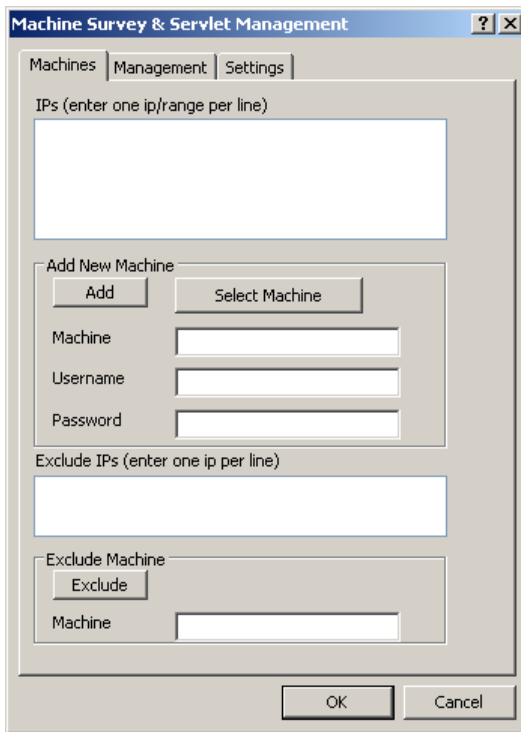 Machine Survey & Servlet Management
Machines Management Settings
IPs (enter one ip/range per line)
Add New Machine
Add Select Machine
Machine
Username
Password
Exclude IPs (enter one ip per line)
Exclude Machine
Exclude
Machine
OK Cancel